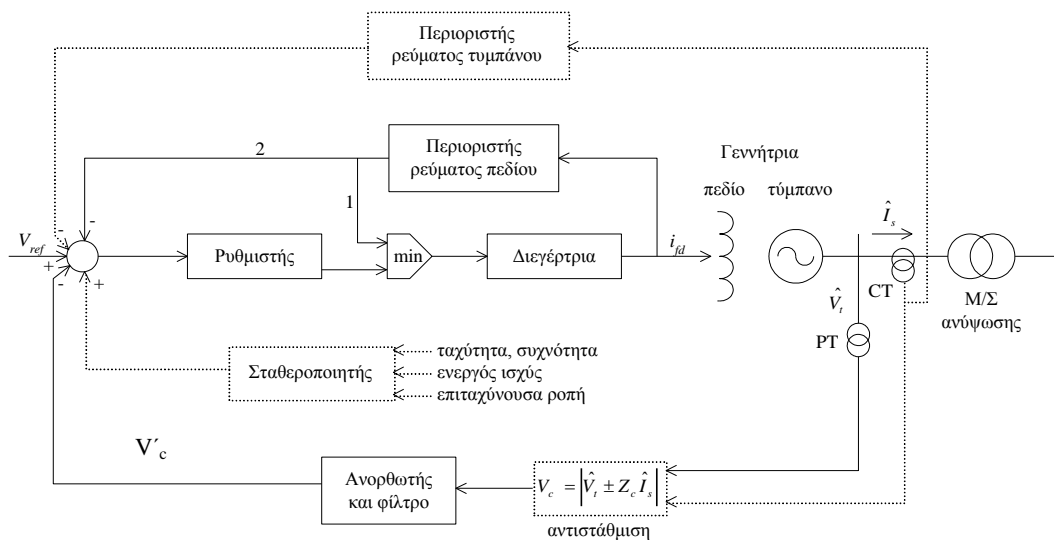 Περιοριστής
ρεύματος τυμπάνου
2
Περιοριστής
ρεύματος πεδίου
Γεννήτρια
πεδίο τύμπανο
1
-
-
V_ref
+
-
+
Ρυθμιστής
min
Διεγέρτρια
i_fd
Î_s
V̂_t
CT
Μ/Σ
ανύψωσης
PT
Σταθεροποιητής
ταχύτητα, συχνότητα
ενεργός ισχύς
επιταχύνουσα ροπή
V´_c
Ανορθωτής
και φίλτρο
V_c = |V̂_t ± Z_c Î_s|
αντιστάθμιση